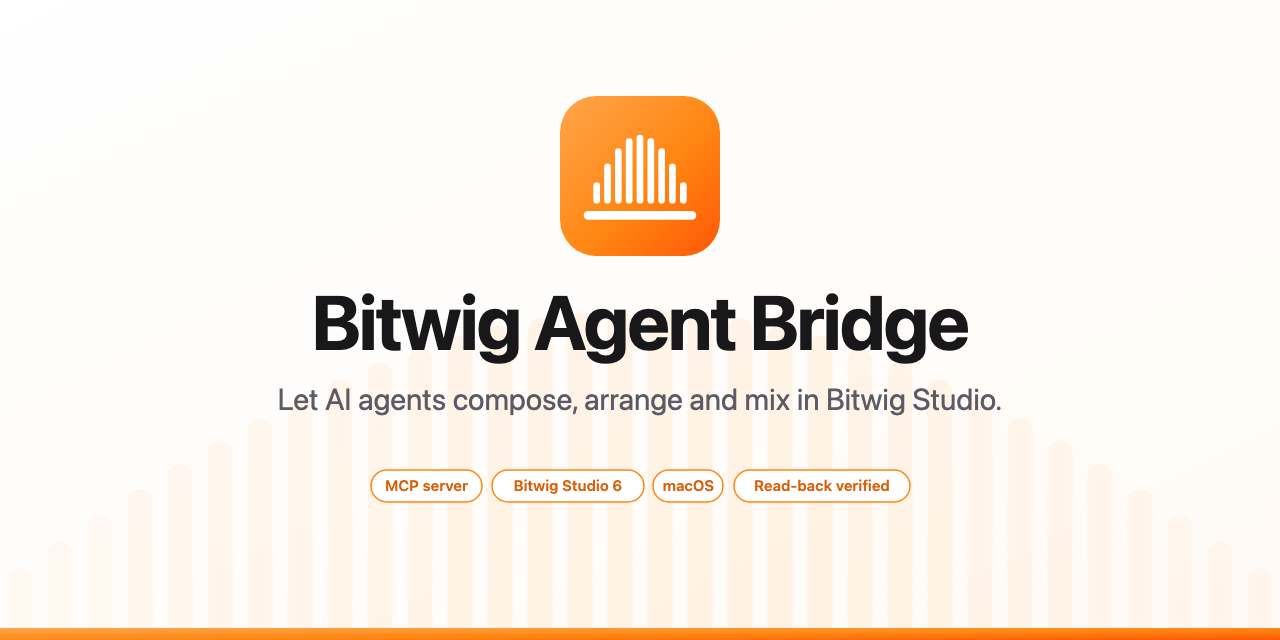 Bitwig Agent Bridge
Let AI agents compose, arrange and mix in Bitwig Studio.
MCP server Bitwig Studio 6 macOS Read-back verified